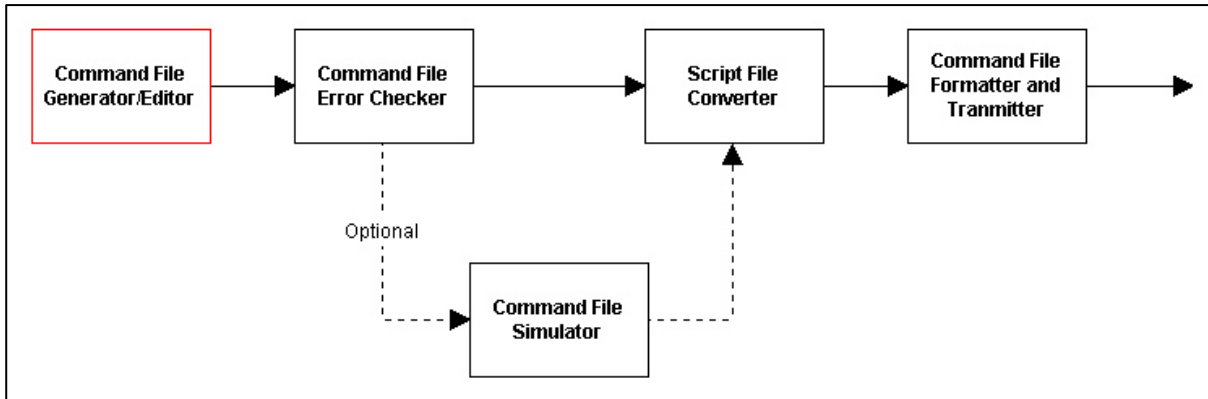 Command File
Generator/Editor
Command File
Error Checker
Script File
Converter
Command File
Formatter and
Tranmitter
Optional
Command File
Simulator